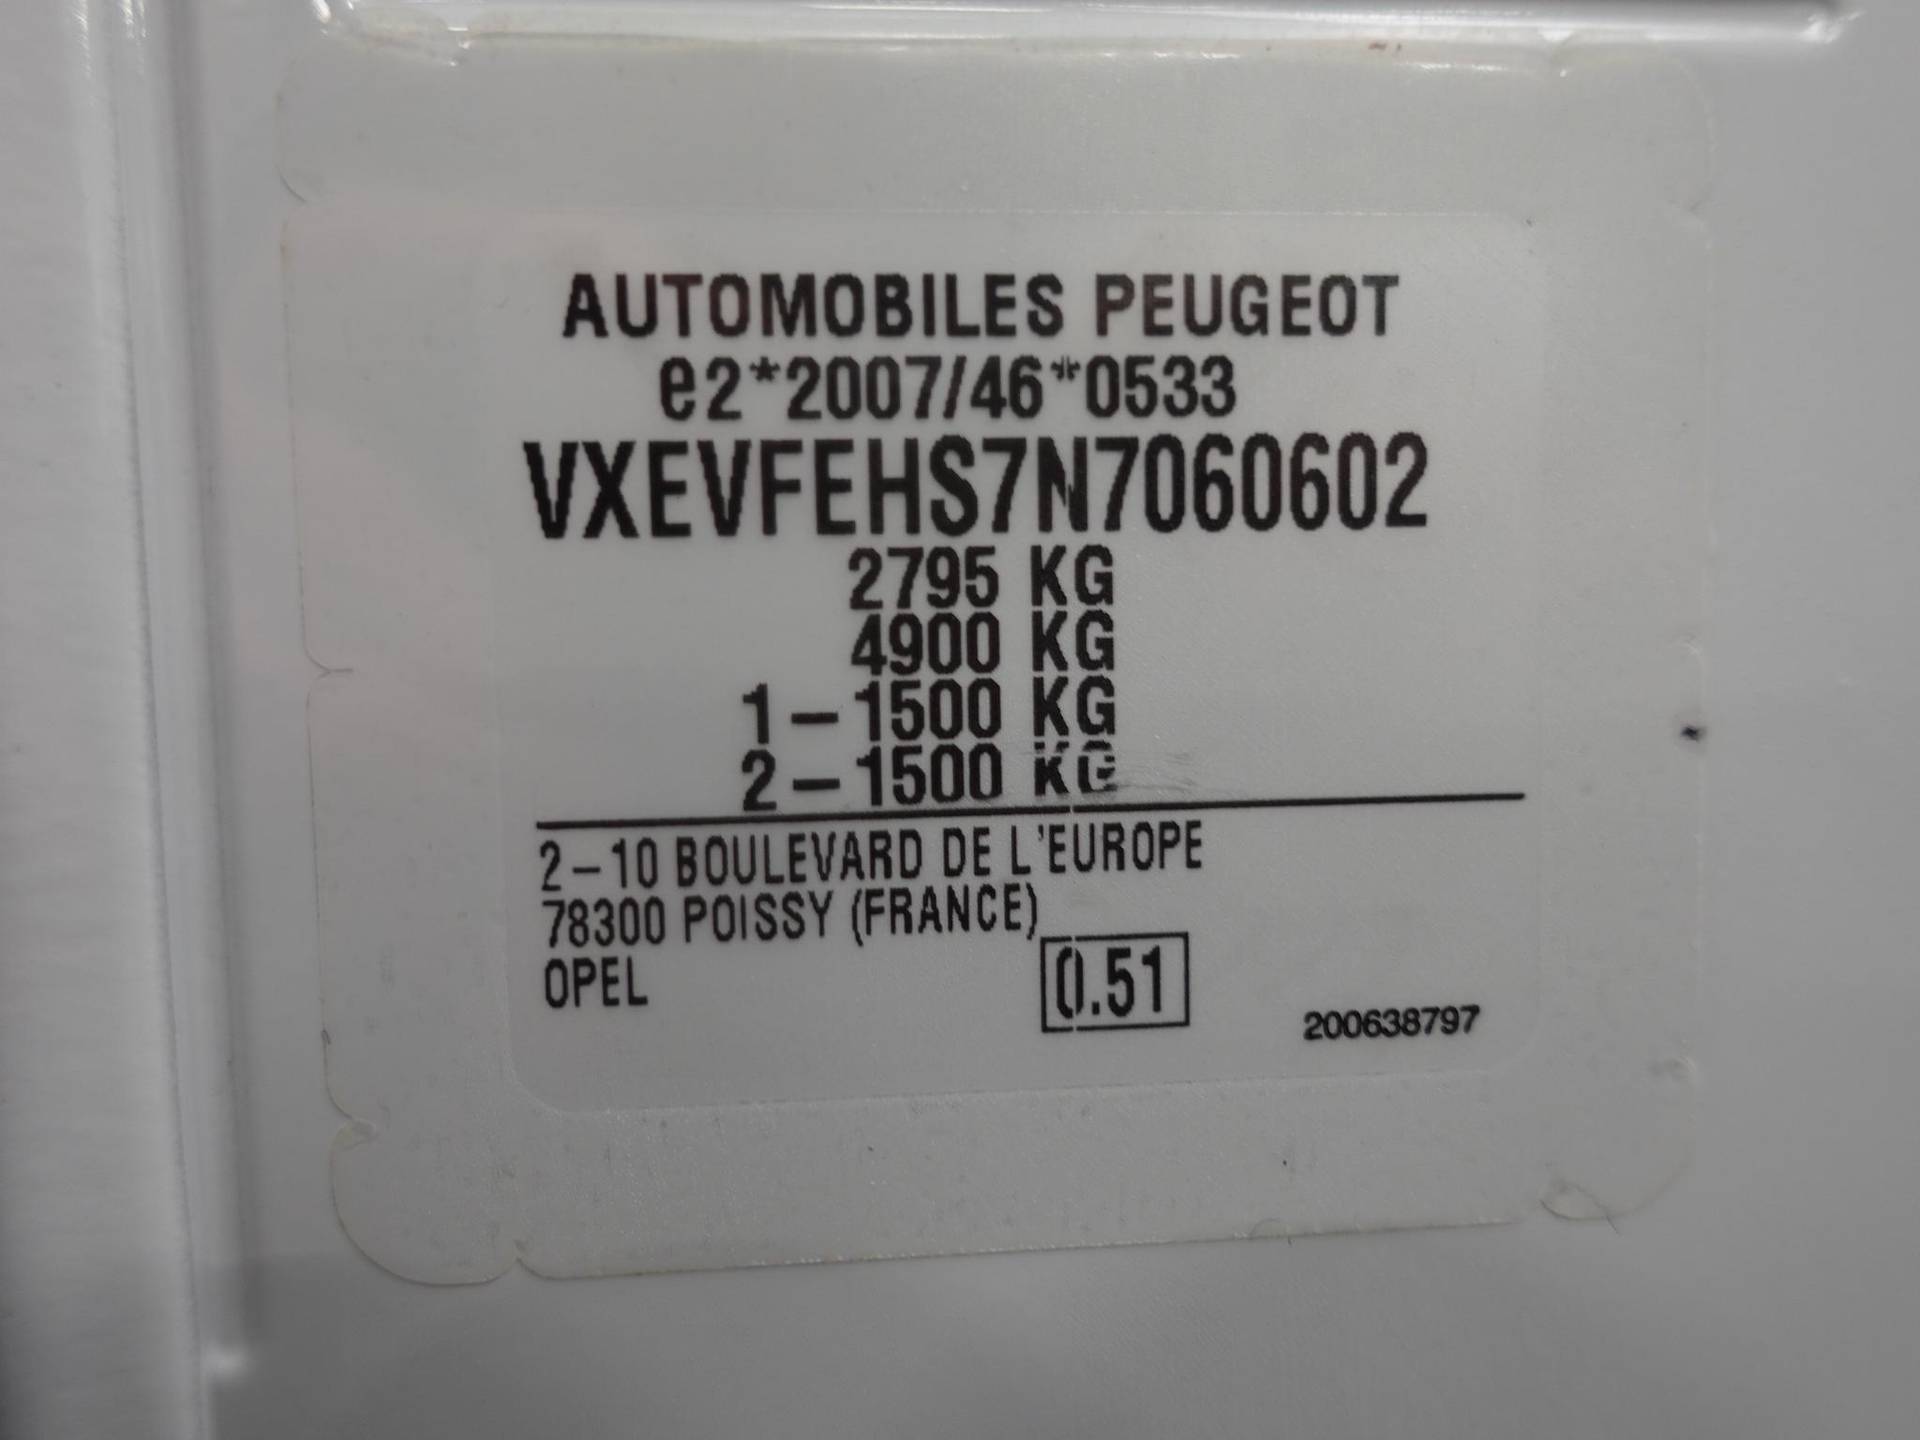 AUTOMOBILES PEUGEOT
e2*2007/46*0533
VXEVFEHS7N7060602
2795 KG
4900 KG
1-1500 KG
2-1500 KG
2-10 BOULEVARD DE L'EUROPE
78300 POISSY (FRANCE)
OPEL
0.51
200638797